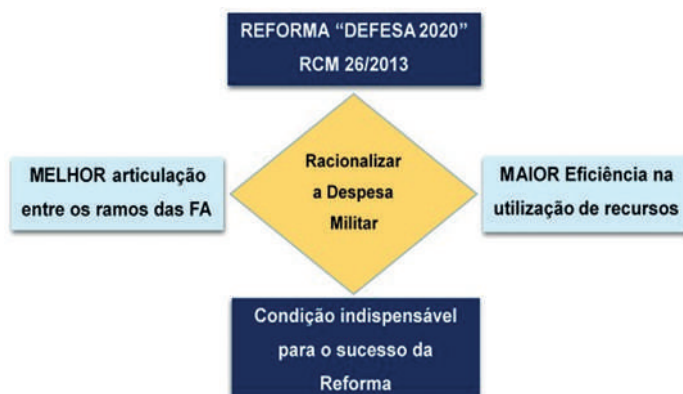 REFORMA “DEFESA 2020”
RCM 26/2013
MELHOR articulação
entre os ramos das FA
Racionalizar
a Despesa
Militar
MAIOR Eficiência na
utilização de recursos
Condição indispensável
para o sucesso da
Reforma